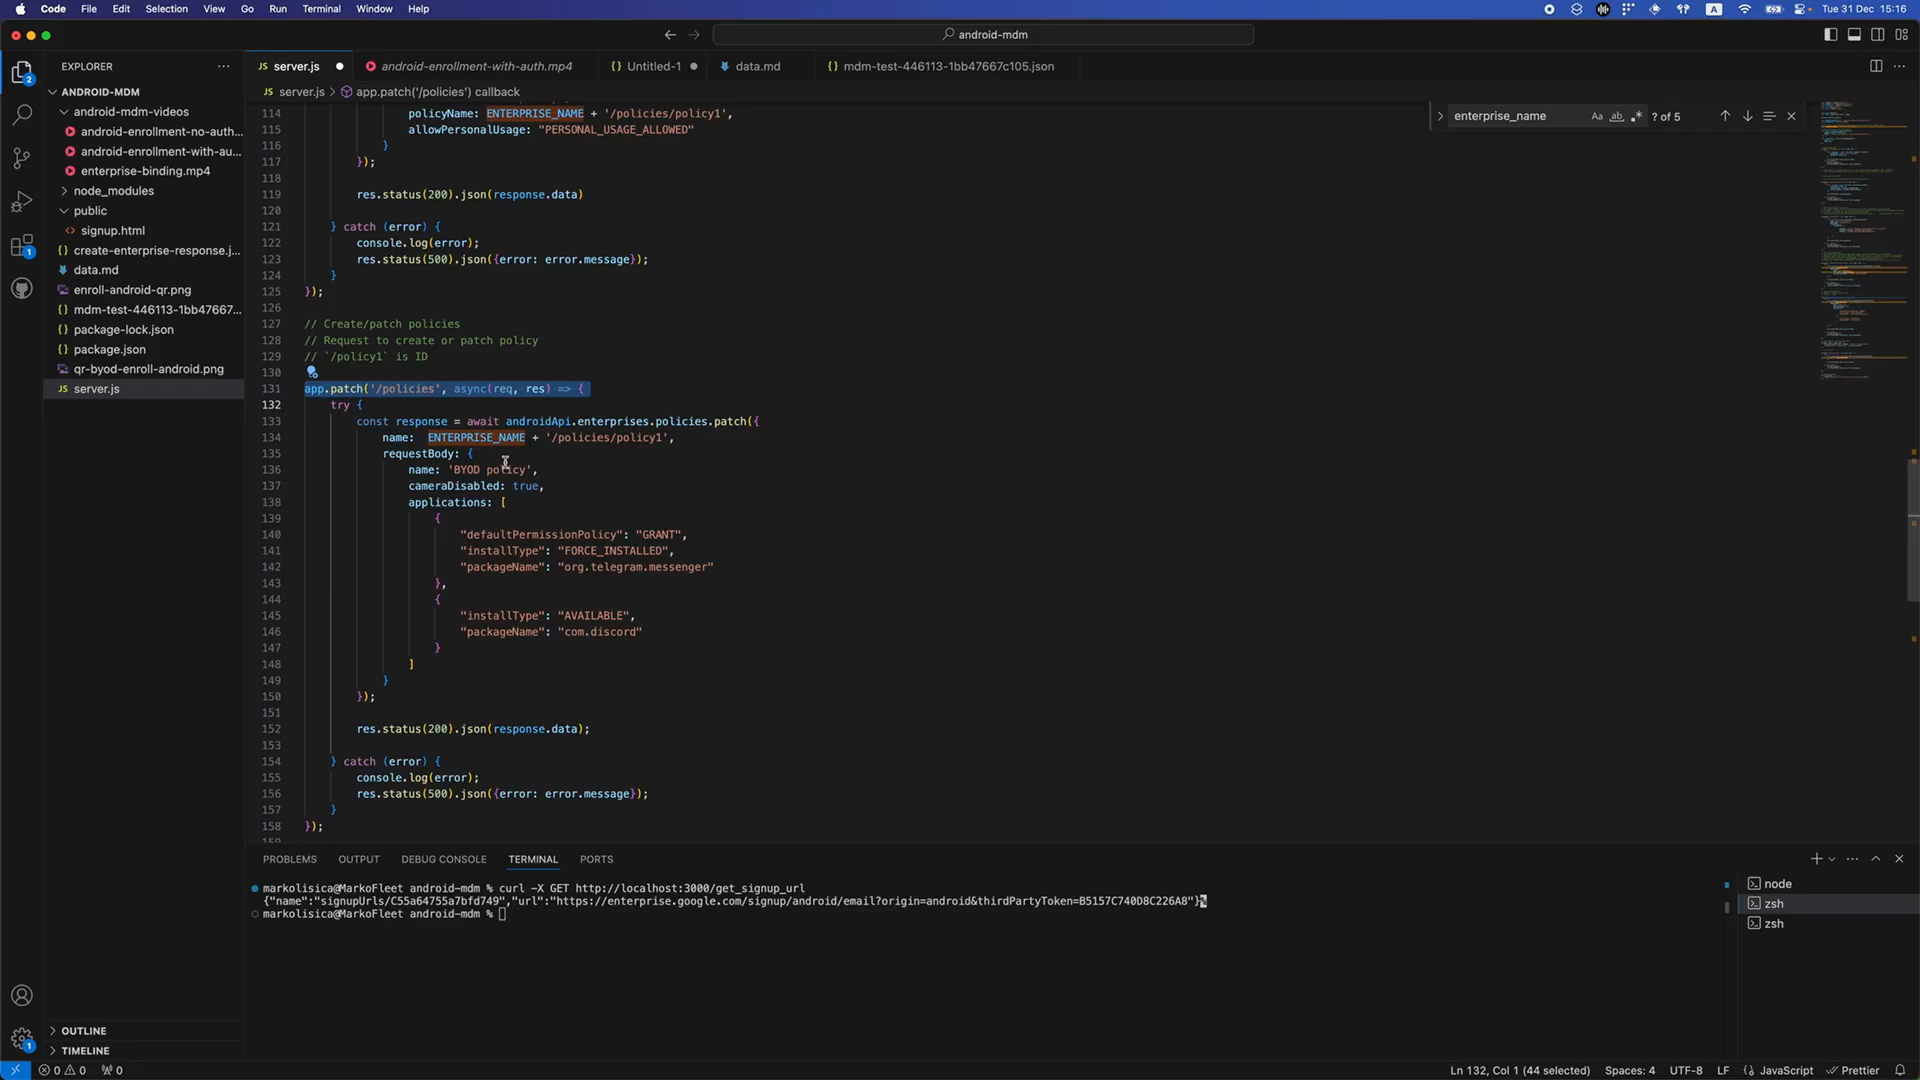 Code File Edit Selection View Go Run Terminal Window Help
A Tue 31 Dec 15:16
android-mdm
EXPLORER
server.js
android-enrollment-with-auth.mp4
Untitled-1
data.md
mdm-test-446113-1bb47667c105.json
server.js > app.patch('/policies') callback
ANDROID-MDM
android-mdm-videos
android-enrollment-no-auth...
android-enrollment-with-au...
enterprise-binding.mp4
node_modules
public
signup.html
create-enterprise-response.j...
data.md
enroll-android-qr.png
mdm-test-446113-1bb47667...
package-lock.json
package.json
qr-byod-enroll-android.png
server.js
2
1
enterprise_name Aa ab ? of 5
114 policyName: ENTERPRISE_NAME + '/policies/policy1',
115 allowPersonalUsage: "PERSONAL_USAGE_ALLOWED"
116 }
117 });
118
119 res.status(200).json(response.data)
120
121 } catch (error) {
122 console.log(error);
123 res.status(500).json({error: error.message});
124 }
125 });
126
127 // Create/patch policies
128 // Request to create or patch policy
129 // `/policy1` is ID
130
131 app.patch('/policies', async(req, res) => {
132 try {
133 const response = await androidApi.enterprises.policies.patch({
134 name: ENTERPRISE_NAME + '/policies/policy1',
135 requestBody: {
136 name: 'BYOD policy',
137 cameraDisabled: true,
138 applications: [
139 {
140 "defaultPermissionPolicy": "GRANT",
141 "installType": "FORCE_INSTALLED",
142 "packageName": "org.telegram.messenger"
143 },
144 {
145 "installType": "AVAILABLE",
146 "packageName": "com.discord"
147 }
148 ]
149 }
150 });
151
152 res.status(200).json(response.data);
153
154 } catch (error) {
155 console.log(error);
156 res.status(500).json({error: error.message});
157 }
158 });
159
PROBLEMS OUTPUT DEBUG CONSOLE TERMINAL PORTS
markolisica@MarkoFleet android-mdm % curl -X GET http://localhost:3000/get_signup_url
{"name":"signupUrls/C55a64755a7bfd749","url":"https://enterprise.google.com/signup/android/email?origin=android&thirdPartyToken=B5157C740D8C226A8"}%
markolisica@MarkoFleet android-mdm %
node
zsh
zsh
OUTLINE
TIMELINE
1
0 0 0
Ln 132, Col 1 (44 selected) Spaces: 4 UTF-8 LF {} JavaScript Prettier